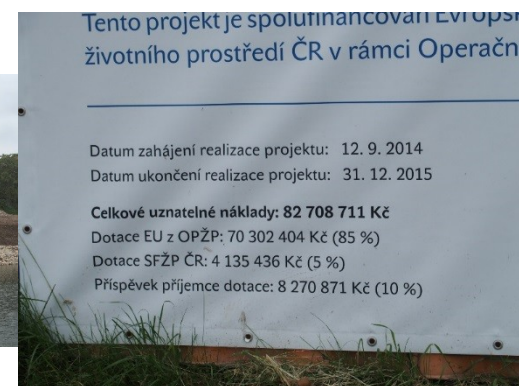 Tento projekt je spolufinancován Evropsk
životního prostředí ČR v rámci Operačn
Datum zahájení realizace projektu: 12. 9. 2014
Datum ukončení realizace projektu: 31. 12. 2015
Celkové uznatelné náklady: 82 708 711 Kč
Dotace EU z OPŽP: 70 302 404 Kč (85 %)
Dotace SFŽP ČR: 4 135 436 Kč (5 %)
Příspěvek příjemce dotace: 8 270 871 Kč (10 %)